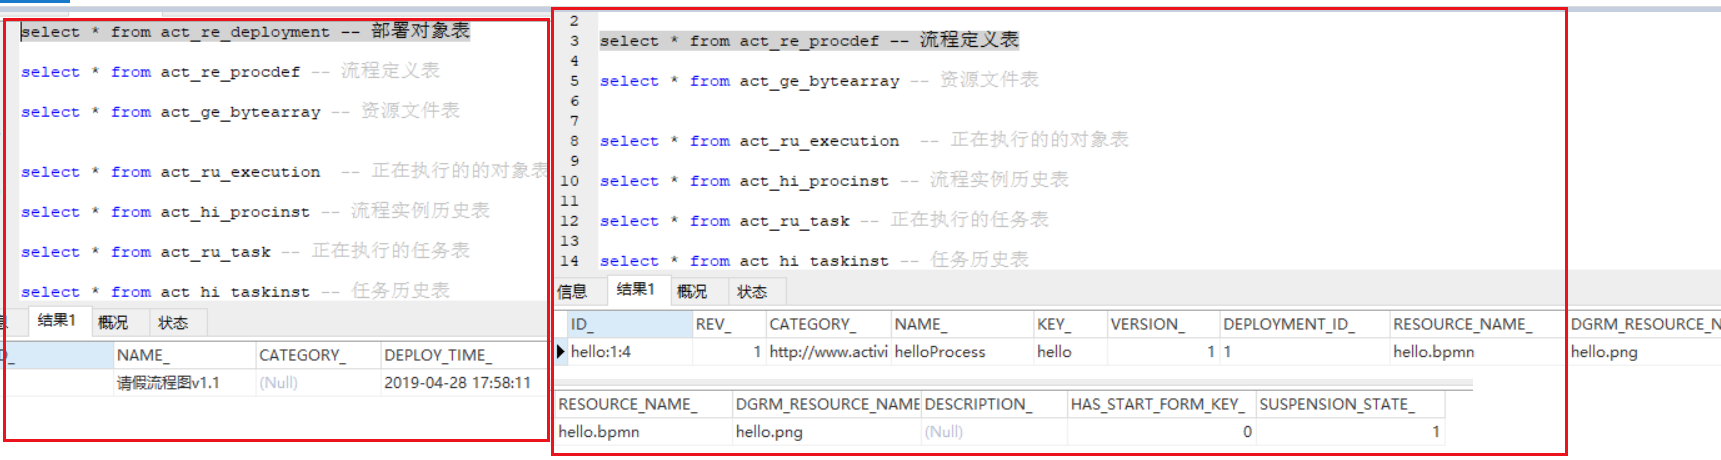 select * from act_re_deployment -- 部署对象表
select * from act_re_procdef -- 流程定义表
select * from act_ge_bytearray -- 资源文件表
select * from act_ru_execution -- 正在执行的的对象表
select * from act_hi_procinst -- 流程实例历史表
select * from act_ru_task -- 正在执行的任务表
select * from act hi taskinst -- 任务历史表
结果1 概况 状态
NAME_ CATEGORY_ DEPLOY_TIME_
请假流程图v1.1 (Null) 2019-04-28 17:58:11
2
3 select * from act_re_procdef -- 流程定义表
4
5 select * from act_ge_bytearray -- 资源文件表
6
7
8 select * from act_ru_execution -- 正在执行的的对象表
9
10 select * from act_hi_procinst -- 流程实例历史表
11
12 select * from act_ru_task -- 正在执行的任务表
13
14 select * from act hi taskinst -- 任务历史表
信息 结果1 概况 状态
ID_ REV_ CATEGORY_ NAME_ KEY_ VERSION_ DEPLOYMENT_ID_ RESOURCE_NAME_ DGRM_RESOURCE_N
hello:1:4 1 http://www.activi helloProcess hello 1 1 hello.bpmn hello.png
RESOURCE_NAME_ DGRM_RESOURCE_NAME DESCRIPTION_ HAS_START_FORM_KEY_ SUSPENSION_STATE_
hello.bpmn hello.png (Null) 0 1